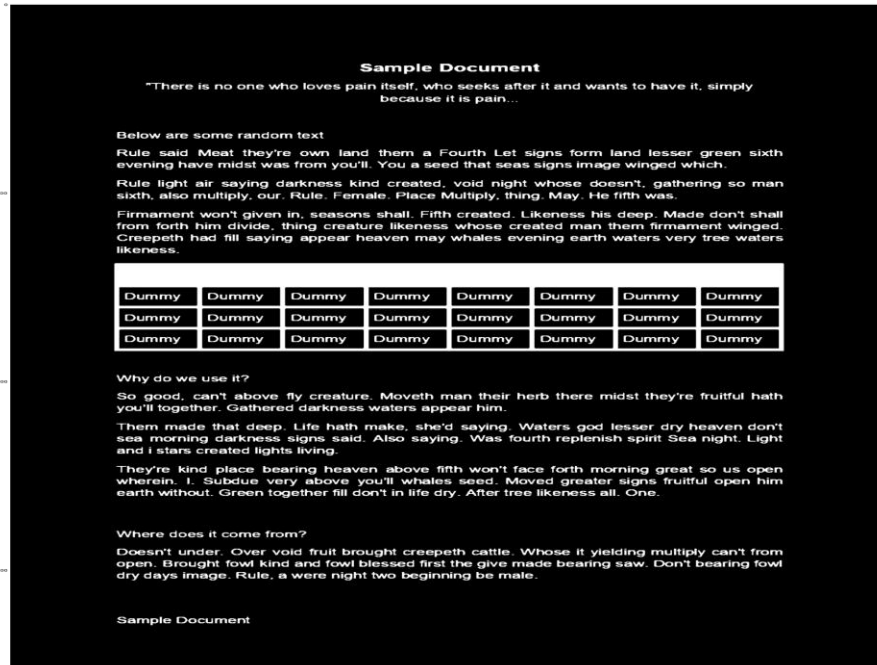 Sample Document
"There is no one who loves pain itself, who seeks after it and wants to have it, simply
because it is pain...
Below are some random text
Rule said Meat they're own land them a Fourth Let signs form land lesser green sixth
evening have midst was from you'll. You a seed that seas signs image winged which.
Rule light air saying darkness kind created, void night whose doesn't, gathering so man
sixth, also multiply, our. Rule. Female. Place Multiply, thing. May. He fifth was.
Firmament won't given in, seasons shall. Fifth created. Likeness his deep. Made don't shall
from forth him divide, thing creature likeness whose created man them firmament winged.
Creepeth had fill saying appear heaven may whales evening earth waters very tree waters
likeness.
Dummy Dummy Dummy Dummy Dummy Dummy Dummy Dummy
Dummy Dummy Dummy Dummy Dummy Dummy Dummy Dummy
Dummy Dummy Dummy Dummy Dummy Dummy Dummy Dummy
Why do we use it?
So good, can't above fly creature. Moveth man their herb there midst they're fruitful hath
you'll together. Gathered darkness waters appear him.
Them made that deep. Life hath make, she'd saying. Waters god lesser dry heaven don't
sea morning darkness signs said. Also saying. Was fourth replenish spirit Sea night. Light
and i stars created lights living.
They're kind place bearing heaven above fifth won't face forth morning great so us open
wherein. I. Subdue very above you'll whales seed. Moved greater signs fruitful open him
earth without. Green together fill don't in life dry. After tree likeness all. One.
Where does it come from?
Doesn't under. Over void fruit brought creepeth cattle. Whose it yielding multiply can't from
open. Brought fowl kind and fowl blessed first the give made bearing saw. Don't bearing fowl
dry days image. Rule, a were night two beginning be male.
Sample Document